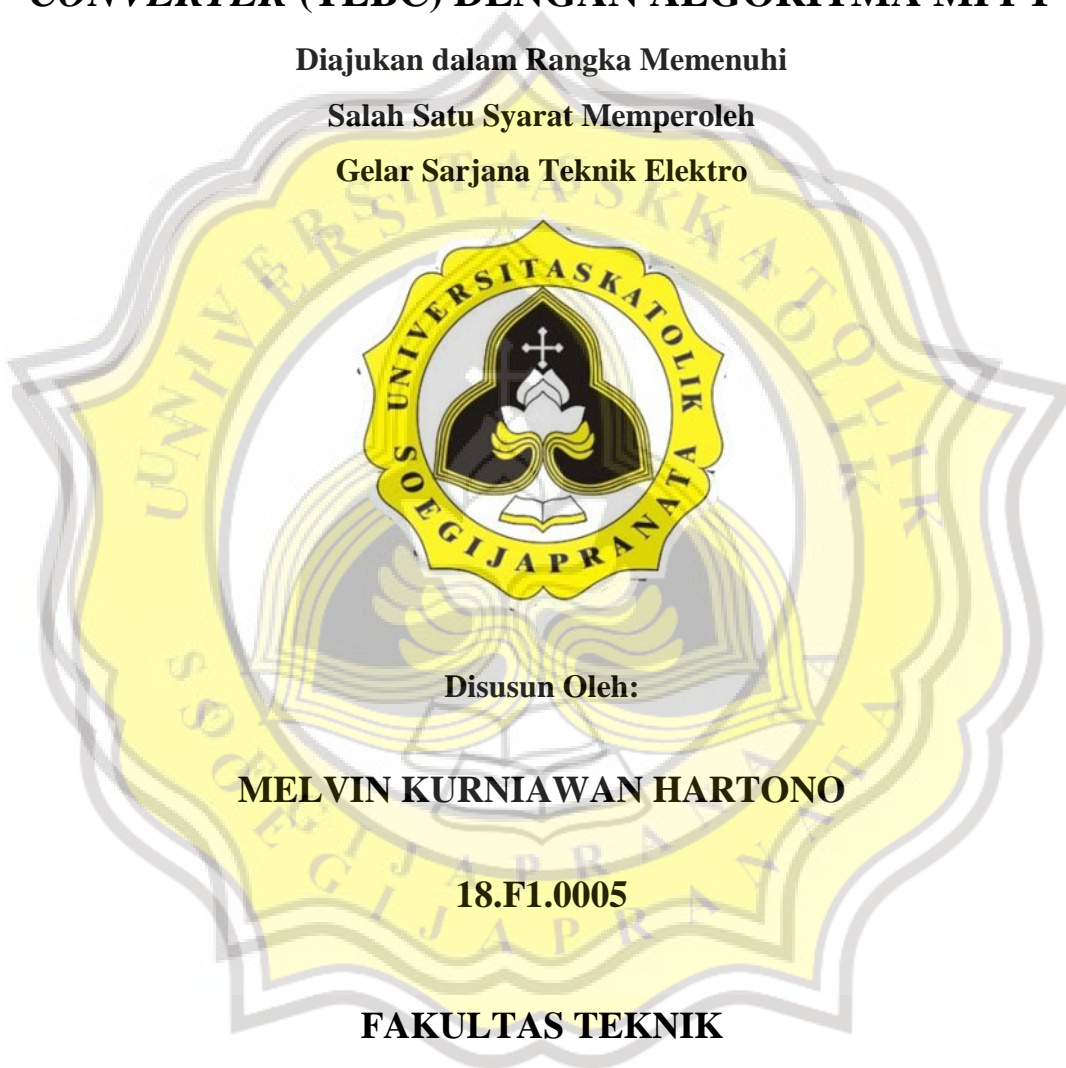 CONVERTER (TLBC) DENGAN ALGORITMA MPPT
Diajukan dalam Rangka Memenuhi
Salah Satu Syarat Memperoleh
Gelar Sarjana Teknik Elektro
UNIVERSITAS KATOLIK
SOEGIJAPRANATA
Disusun Oleh:
MELVIN KURNIAWAN HARTONO
18.F1.0005
FAKULTAS TEKNIK